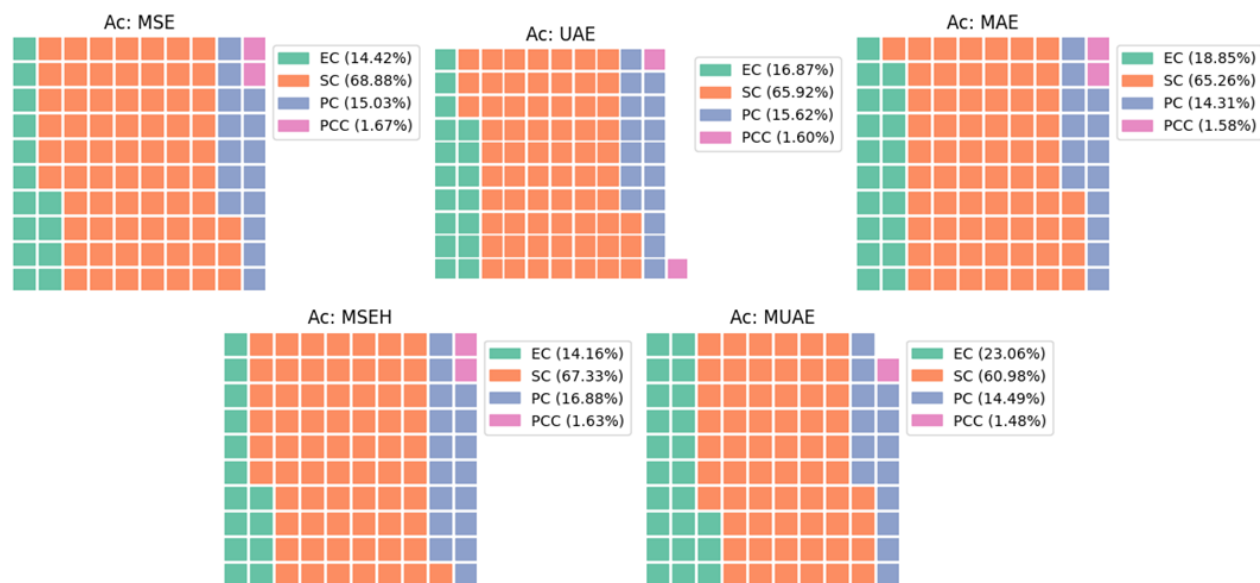 Ac: MSE
EC (14.42%)
SC (68.88%)
PC (15.03%)
PCC (1.67%)
Ac: UAE
EC (16.87%)
SC (65.92%)
PC (15.62%)
PCC (1.60%)
Ac: MAE
EC (18.85%)
SC (65.26%)
PC (14.31%)
PCC (1.58%)
Ac: MSEH
EC (14.16%)
SC (67.33%)
PC (16.88%)
PCC (1.63%)
Ac: MUAE
EC (23.06%)
SC (60.98%)
PC (14.49%)
PCC (1.48%)